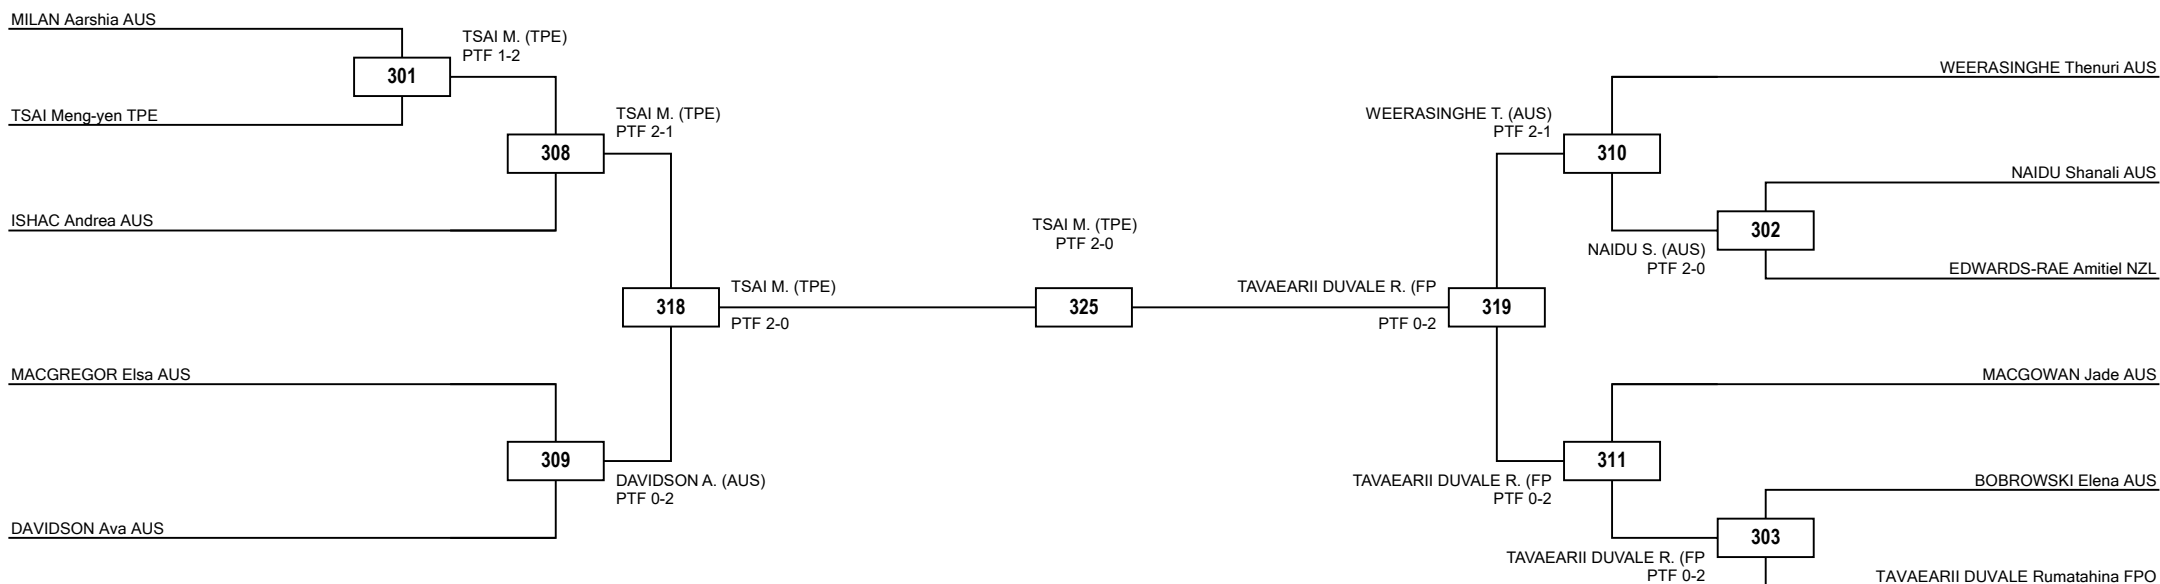 MILAN Aarshia AUS
TSAI M. (TPE)
PTF 1-2
301
TSAI Meng-yen TPE
TSAI M. (TPE)
PTF 2-1
308
ISHAC Andrea AUS
TSAI M. (TPE)
PTF 2-0
318
MACGREGOR Elsa AUS
309
DAVIDSON A. (AUS)
PTF 0-2
DAVIDSON Ava AUS
TSAI M. (TPE)
PTF 2-0
325
WEERASINGHE Thenuri AUS
WEERASINGHE T. (AUS)
PTF 2-1
310
NAIDU Shanali AUS
302
NAIDU S. (AUS)
PTF 2-0
EDWARDS-RAE Amitiel NZL
TAVAEARII DUVALE R. (FP
PTF 0-2
319
MACGOWAN Jade AUS
311
TAVAEARII DUVALE R. (FP
PTF 0-2
BOBROWSKI Elena AUS
303
TAVAEARII DUVALE R. (FP
PTF 0-2
TAVAEARII DUVALE Rumatahina FPO